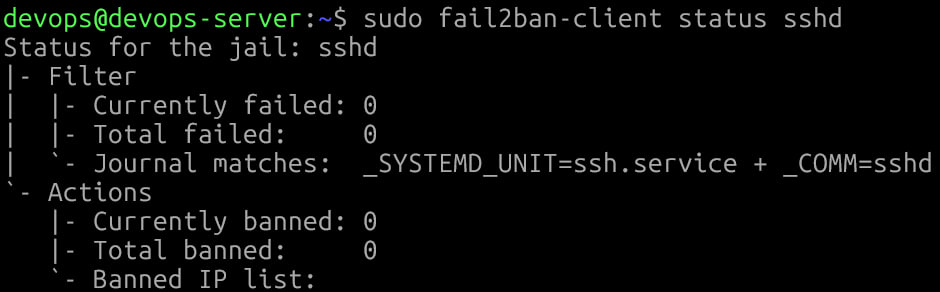 devops@devops-server:~$ sudo fail2ban-client status sshd
Status for the jail: sshd
|- Filter
|  |- Currently failed: 0
|  |- Total failed:     0
|  `- Journal matches:  _SYSTEMD_UNIT=ssh.service + _COMM=sshd
`- Actions
   |- Currently banned: 0
   |- Total banned:     0
   `- Banned IP list: